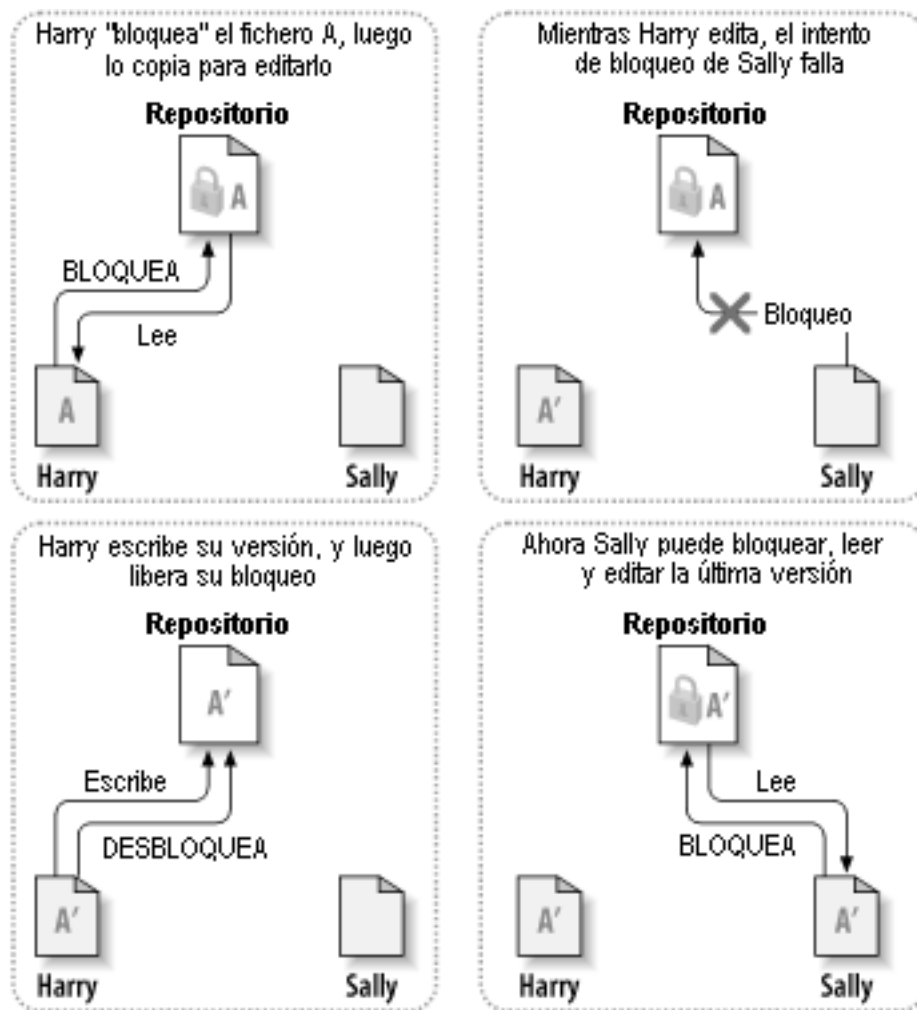 Harry "bloquea" el fichero A, luego
lo copia para editarlo
Repositorio
A
BLOQUEA
Lee
A
Harry
Sally
Mientras Harry edita, el intento
de bloqueo de Sally falla
Repositorio
A
Bloqueo
A′
Harry
Sally
Harry escribe su versión, y luego
libera su bloqueo
Repositorio
A′
Escribe
DESBLOQUEA
A′
Harry
Sally
Ahora Sally puede bloquear, leer
y editar la última versión
Repositorio
A′
Lee
BLOQUEA
A′
Harry
A′
Sally